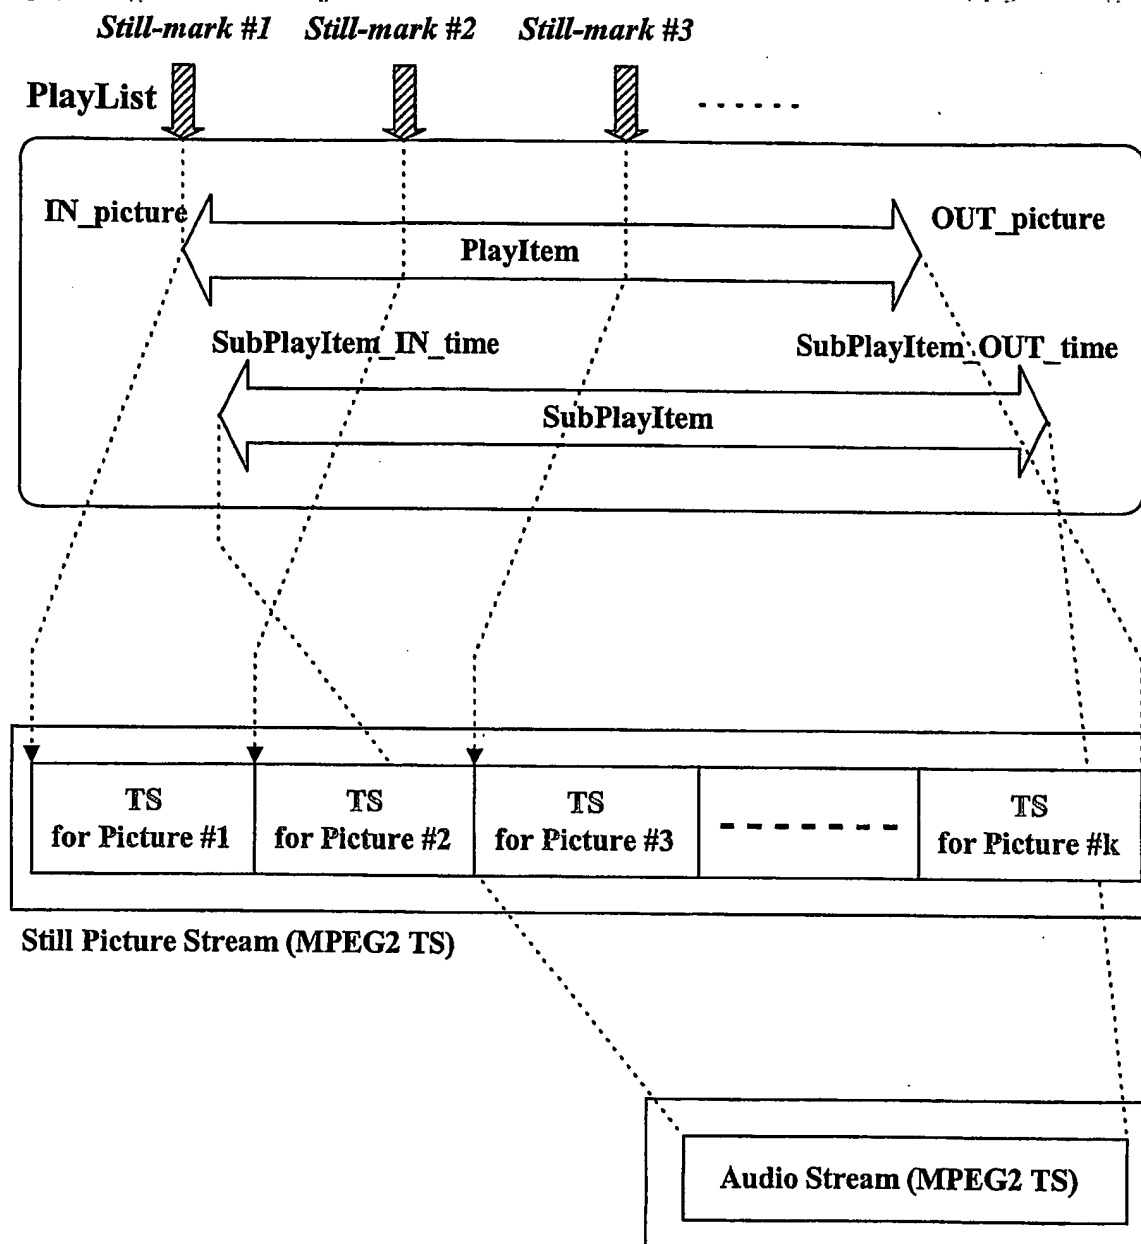 Still-mark #1 Still-mark #2 Still-mark #3
PlayList
IN_picture
OUT_picture
PlayItem
SubPlayItem_IN_time
SubPlayItem_OUT_time
SubPlayItem
TS
for Picture #1
TS
for Picture #2
TS
for Picture #3
TS
for Picture #k
Still Picture Stream (MPEG2 TS)
Audio Stream (MPEG2 TS)